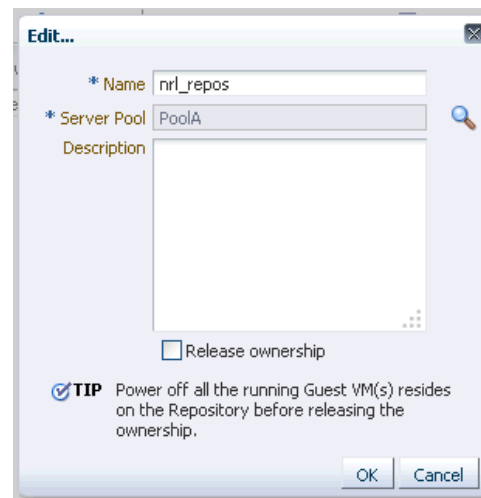 Edit...
* Name nrl_repos
* Server Pool PoolA
Description
Release ownership
TIP Power off all the running Guest VM(s) resides
on the Repository before releasing the
ownership.
OK Cancel